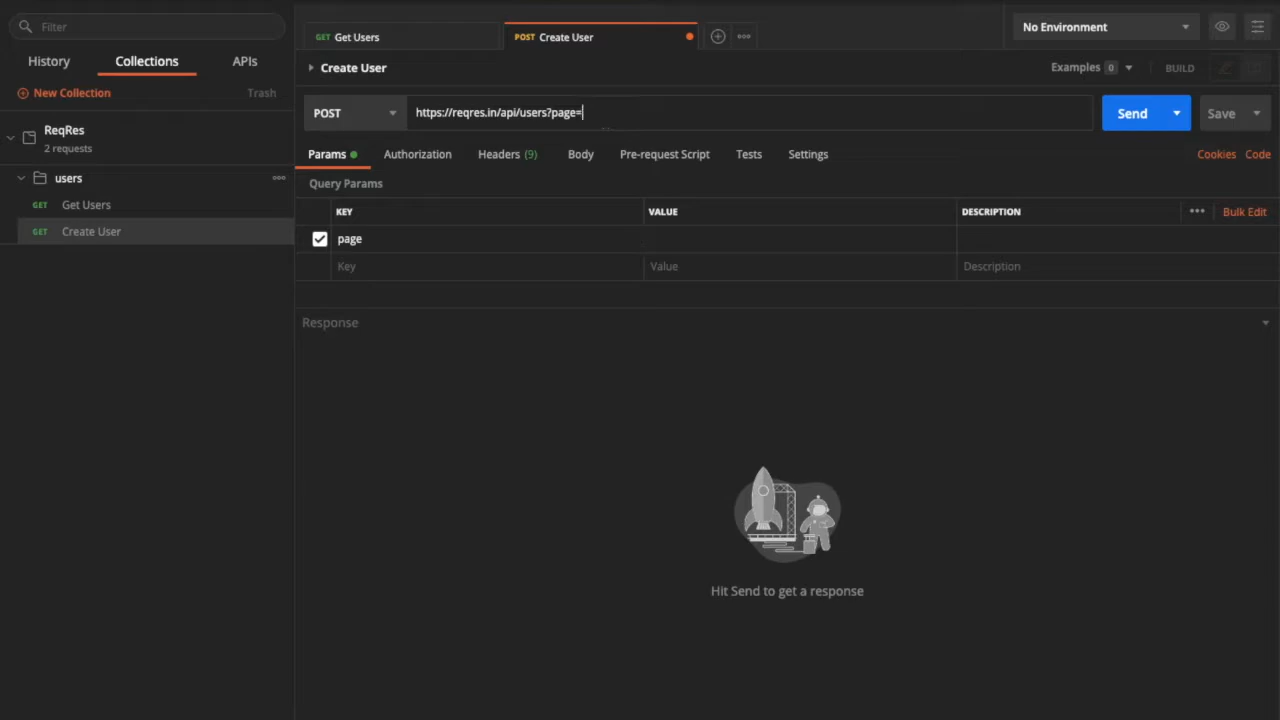 Filter
GET Get Users
POST Create User
No Environment
History
Collections
APIs
Create User
Examples 0
BUILD
New Collection
Trash
POST
https://reqres.in/api/users?page=
Send
Save
ReqRes
2 requests
Params
Authorization
Headers (9)
Body
Pre-request Script
Tests
Settings
Cookies
Code
users
Query Params
GET Get Users
KEY
VALUE
DESCRIPTION
Bulk Edit
GET Create User
page
Key
Value
Description
Response
Hit Send to get a response